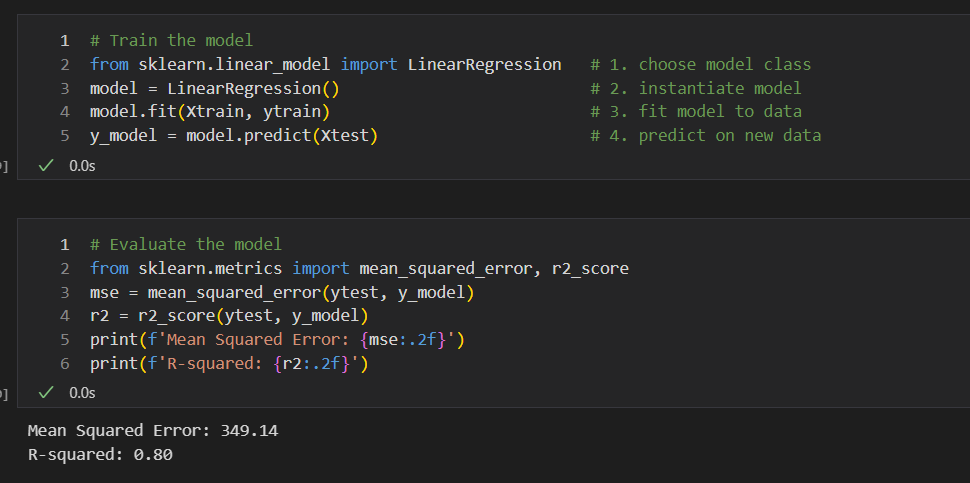 1 # Train the model
2 from sklearn.linear_model import LinearRegression # 1. choose model class
3 model = LinearRegression() # 2. instantiate model
4 model.fit(Xtrain, ytrain) # 3. fit model to data
5 y_model = model.predict(Xtest) # 4. predict on new data
] ✓ 0.0s
1 # Evaluate the model
2 from sklearn.metrics import mean_squared_error, r2_score
3 mse = mean_squared_error(ytest, y_model)
4 r2 = r2_score(ytest, y_model)
5 print(f'Mean Squared Error: {mse:.2f}')
6 print(f'R-squared: {r2:.2f}')
] ✓ 0.0s
Mean Squared Error: 349.14
R-squared: 0.80